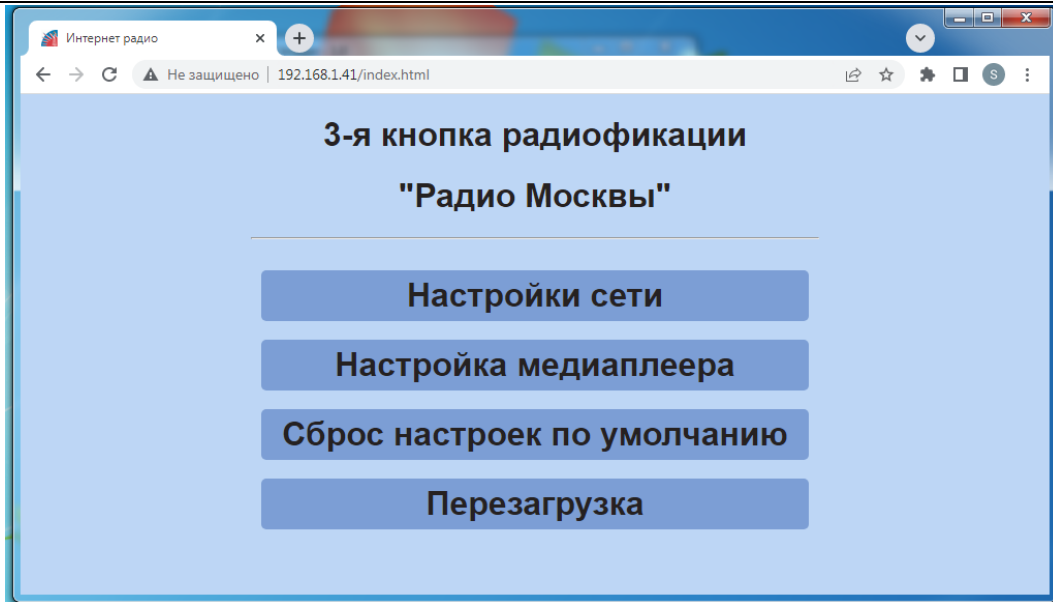 Интернет радио
Не защищено | 192.168.1.41/index.html
S
3-я кнопка радиофикации
"Радио Москвы"
Настройки сети
Настройка медиаплеера
Сброс настроек по умолчанию
Перезагрузка